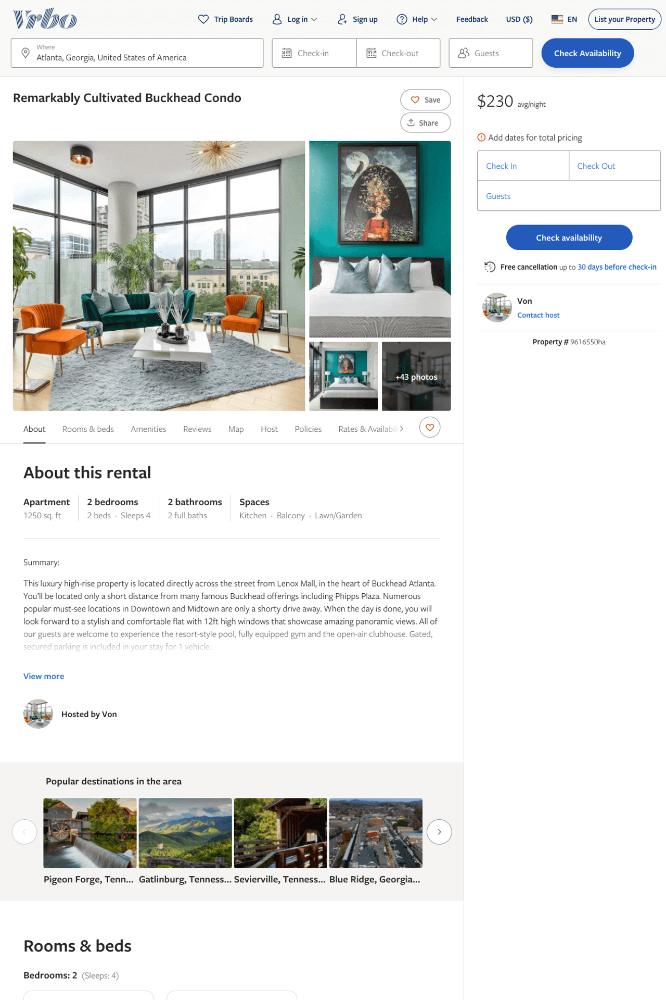 Vrbo
Trip Boards
Log in
Sign up
Help
Feedback
USD ($)
EN
List your Property
Where
Atlanta, Georgia, United States of America
Check-in
Check-out
Guests
Check Availability
Remarkably Cultivated Buckhead Condo
Save
Share
+43 photos
$230 avg/night
Add dates for total pricing
Check In
Check Out
Guests
Check availability
Free cancellation up to 30 days before check-in
Von
Contact host
Property # 9616550ha
About
Rooms & beds
Amenities
Reviews
Map
Host
Policies
Rates & Availabili
About this rental
Apartment
1250 sq. ft
2 bedrooms
2 beds · Sleeps 4
2 bathrooms
2 full baths
Spaces
Kitchen · Balcony · Lawn/Garden
Summary:
This luxury high-rise property is located directly across the street from Lenox Mall, in the heart of Buckhead Atlanta.
You'll be located only a short distance from many famous Buckhead offerings including Phipps Plaza. Numerous
popular must-see locations in Downtown and Midtown are only a shorty drive away. When the day is done, you will
look forward to a stylish and comfortable flat with 12ft high windows that showcase amazing panoramic views. All of
our guests are welcome to experience the resort-style pool, fully equipped gym and the open-air clubhouse. Gated,
secured parking is included in your stay for 1 vehicle.
View more
Hosted by Von
Popular destinations in the area
Pigeon Forge, Tenn...
Gatlinburg, Tenness...
Sevierville, Tenness...
Blue Ridge, Georgia...
Rooms & beds
Bedrooms: 2 (Sleeps: 4)